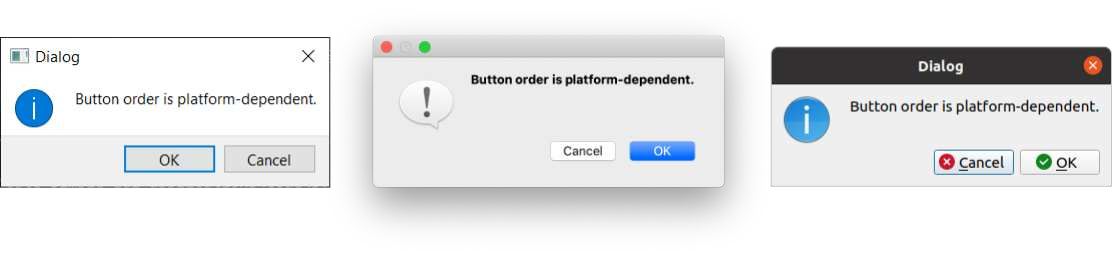 Dialog
Button order is platform-dependent.
OK Cancel
Button order is platform-dependent.
Cancel OK
Dialog
Button order is platform-dependent.
Cancel OK